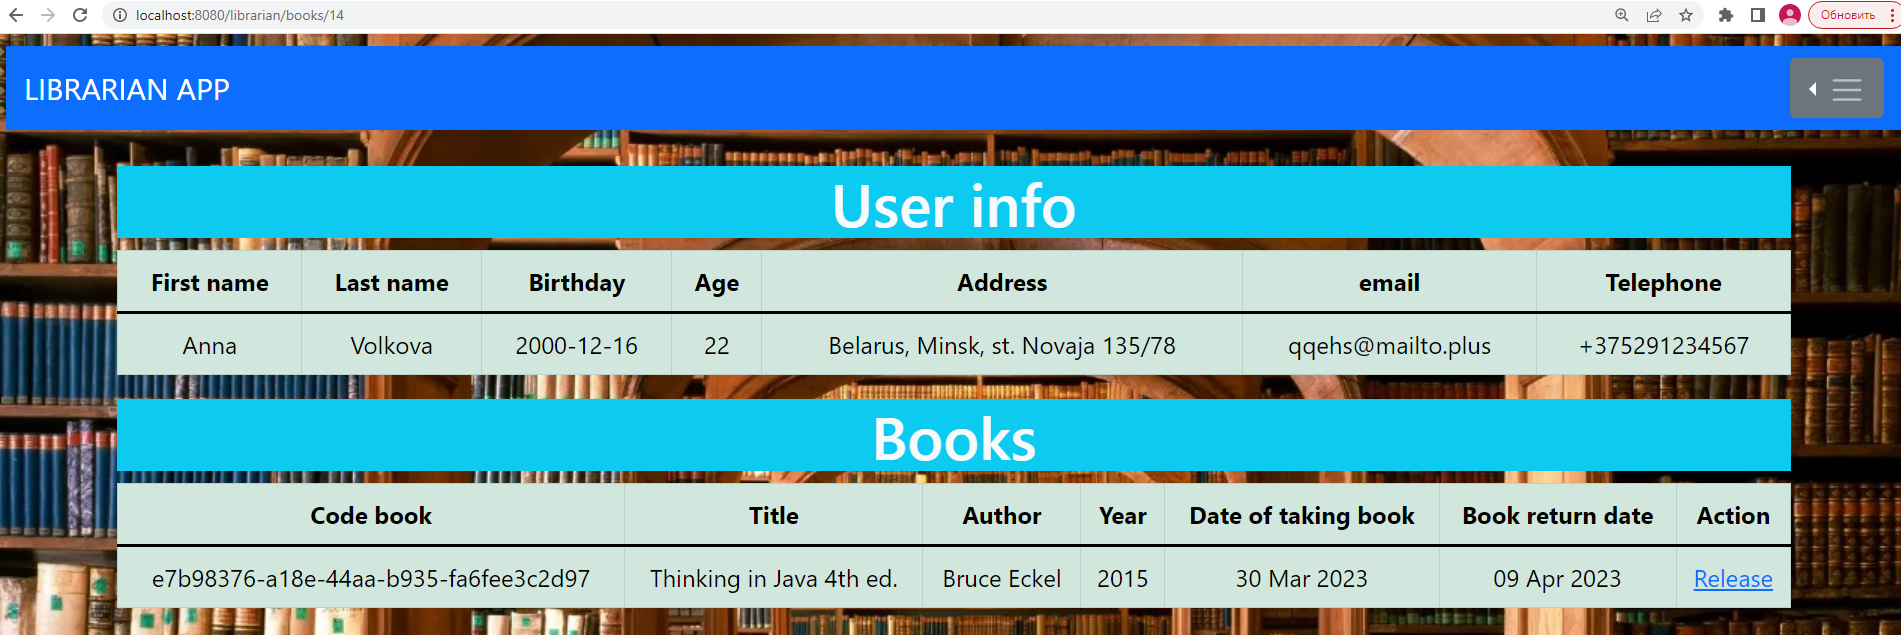 localhost:8080/librarian/books/14
Обновить
LIBRARIAN APP
User info
First name Last name Birthday Age Address email Telephone
Anna Volkova 2000-12-16 22 Belarus, Minsk, st. Novaja 135/78 qqehs@mailto.plus +375291234567
Books
Code book Title Author Year Date of taking book Book return date Action
e7b98376-a18e-44aa-b935-fa6fee3c2d97 Thinking in Java 4th ed. Bruce Eckel 2015 30 Mar 2023 09 Apr 2023 Release